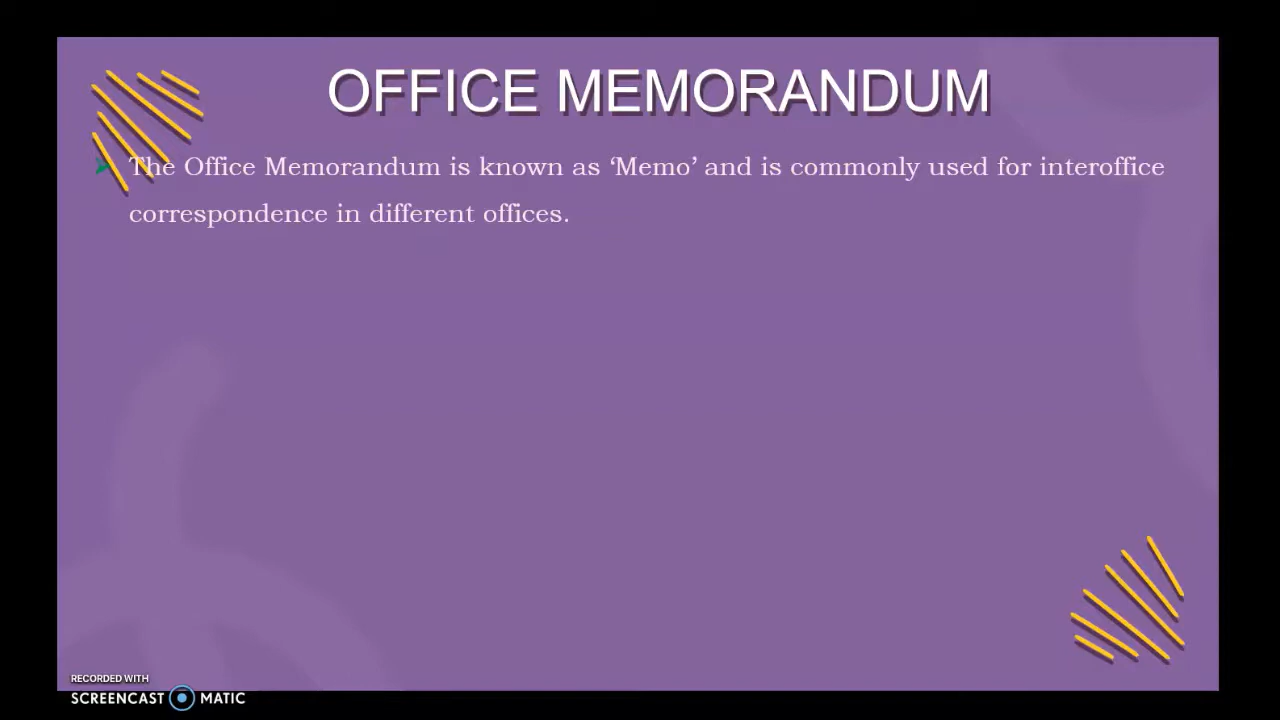 OFFICE MEMORANDUM
The Office Memorandum is known as ‘Memo’ and is commonly used for interoffice
correspondence in different offices.
RECORDED WITH
SCREENCAST MATIC